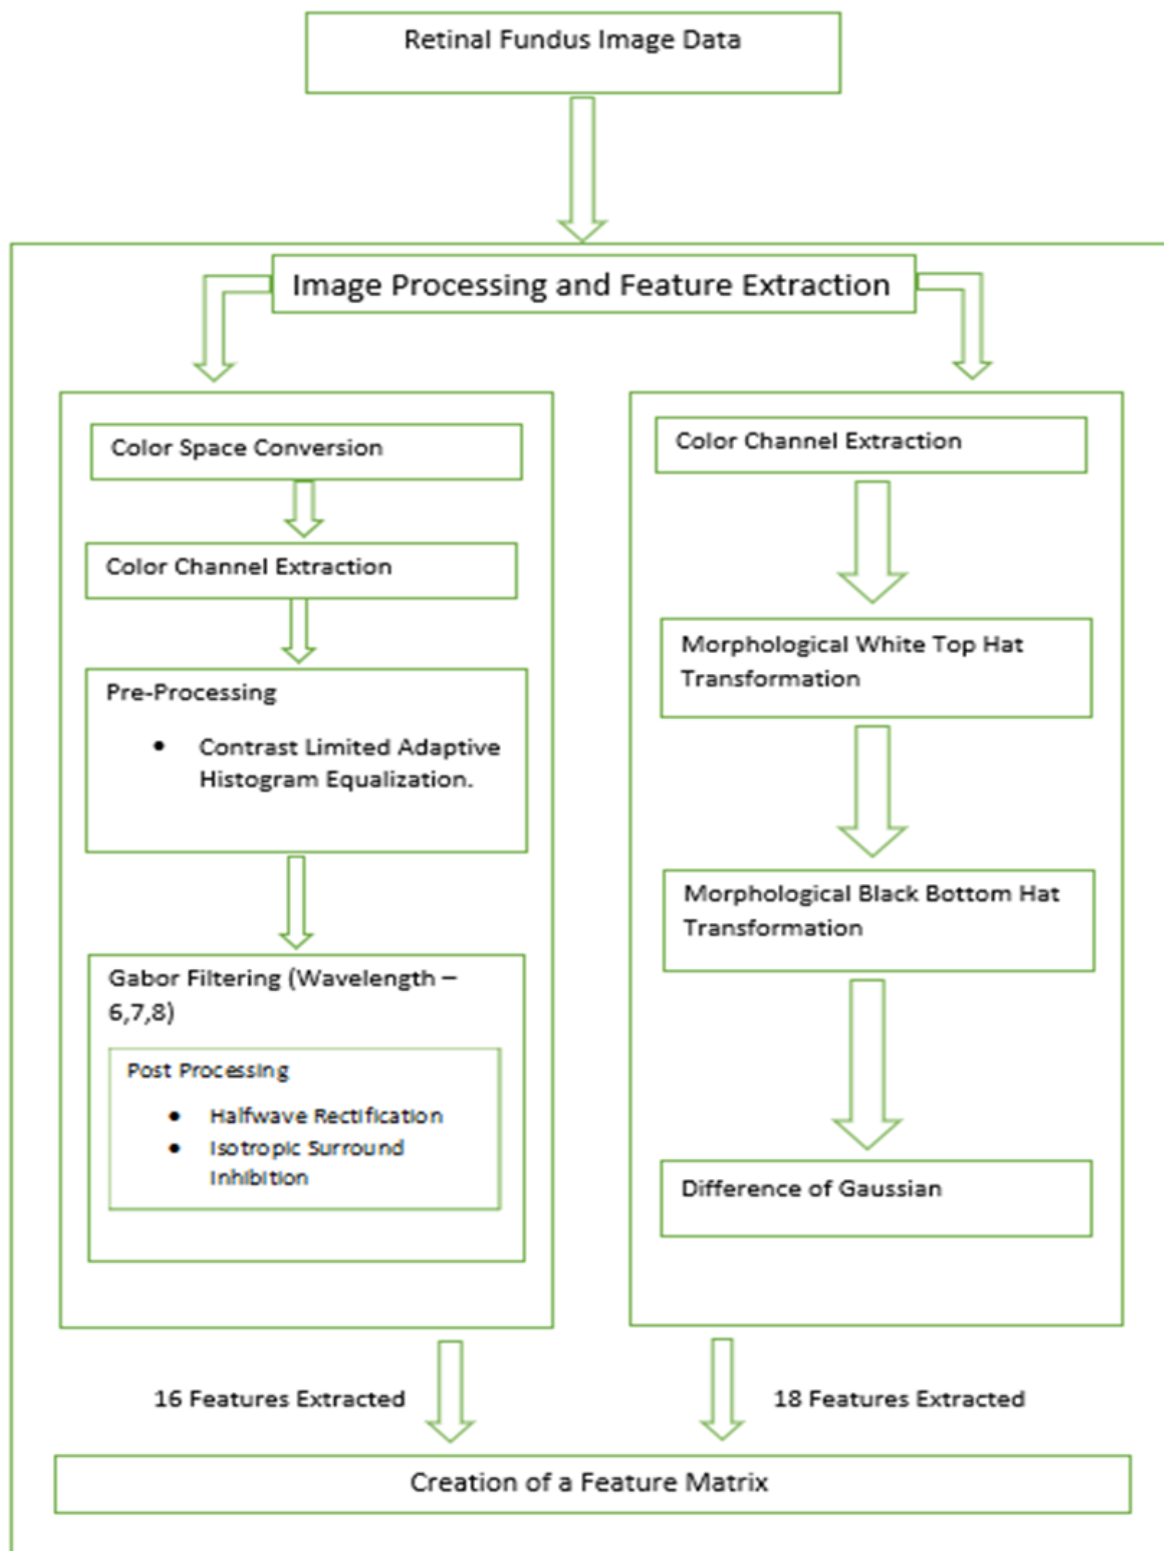 Retinal Fundus Image Data
Image Processing and Feature Extraction
Color Space Conversion
Color Channel Extraction
Pre-Processing
• Contrast Limited Adaptive
Histogram Equalization.
Gabor Filtering (Wavelength –
6,7,8)
Post Processing
• Halfwave Rectification
• Isotropic Surround
Inhibition
Color Channel Extraction
Morphological White Top Hat
Transformation
Morphological Black Bottom Hat
Transformation
Difference of Gaussian
16 Features Extracted
18 Features Extracted
Creation of a Feature Matrix